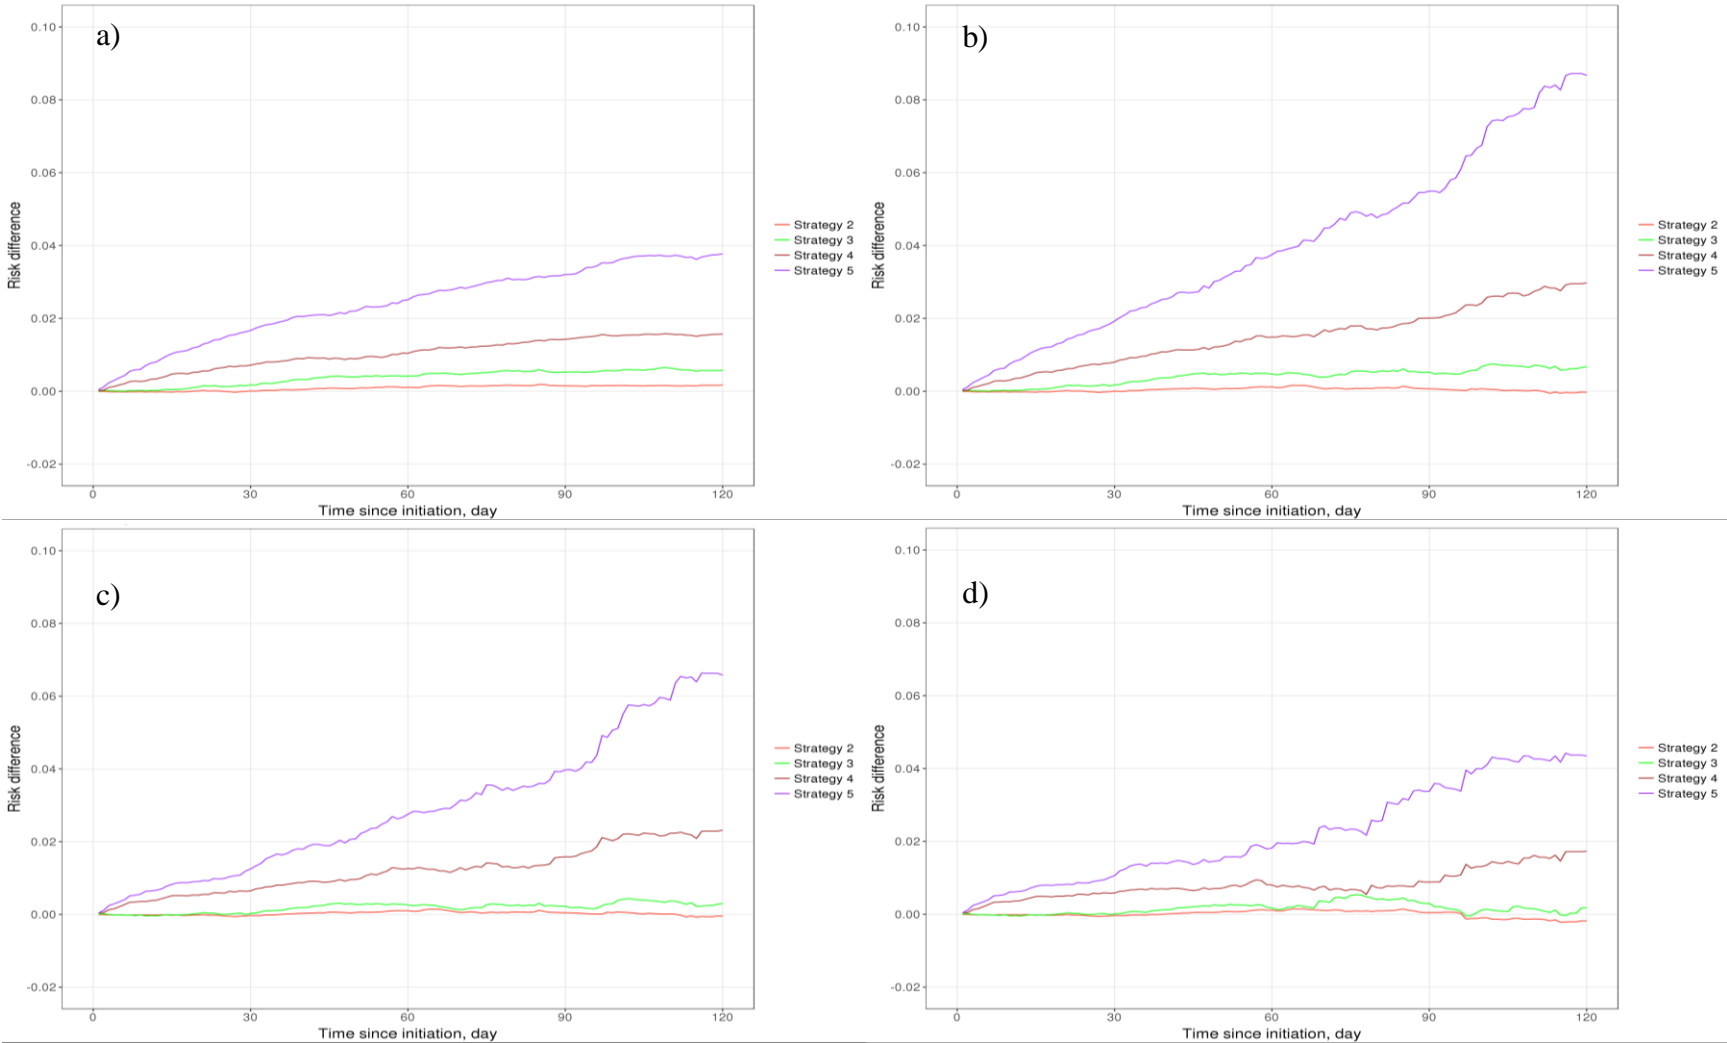 a)
0.10
0.08
0.06
0.04
0.02
0.00
-0.02
Risk difference
0 30 60 90 120
Time since initiation, day
Strategy 2
Strategy 3
Strategy 4
Strategy 5
b)
0.10
0.08
0.06
0.04
0.02
0.00
-0.02
Risk difference
0 30 60 90 120
Time since initiation, day
Strategy 2
Strategy 3
Strategy 4
Strategy 5
c)
0.10
0.08
0.06
0.04
0.02
0.00
-0.02
Risk difference
0 30 60 90 120
Time since initiation, day
Strategy 2
Strategy 3
Strategy 4
Strategy 5
d)
0.10
0.08
0.06
0.04
0.02
0.00
-0.02
Risk difference
0 30 60 90 120
Time since initiation, day
Strategy 2
Strategy 3
Strategy 4
Strategy 5